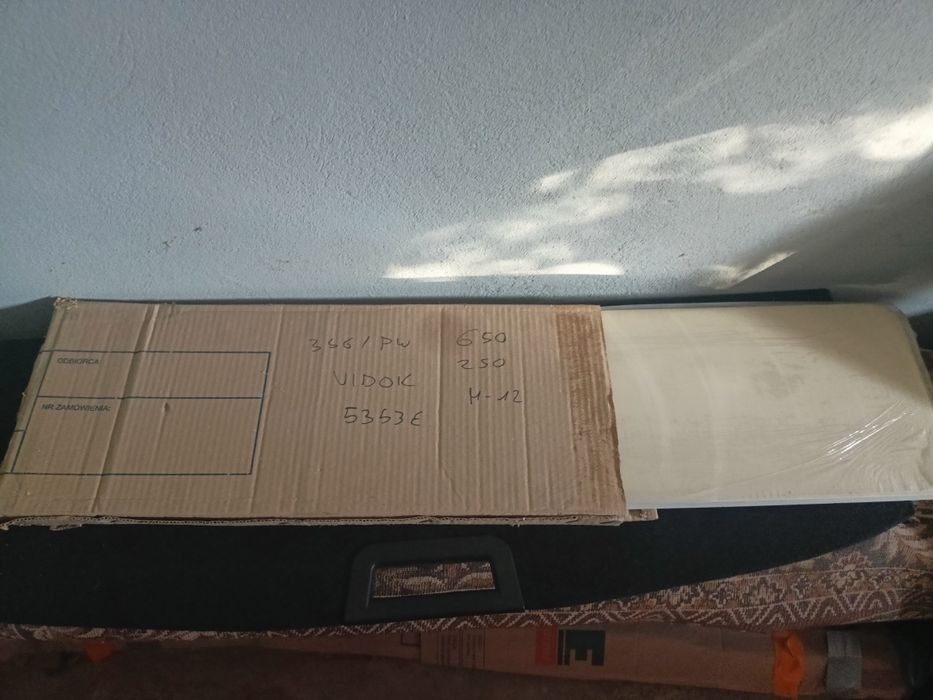 ODBIORCA:
NR ZAMÓWIENIA:
356/PW 650
250
VIDOK
M-12
5353E
E